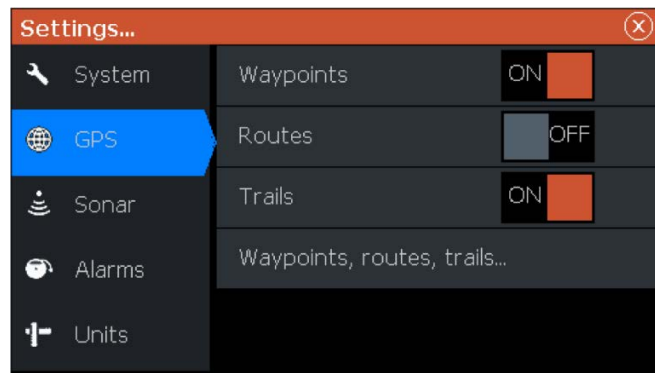 Settings...
System
GPS
Sonar
Alarms
Units
Waypoints ON
Routes OFF
Trails ON
Waypoints, routes, trails...